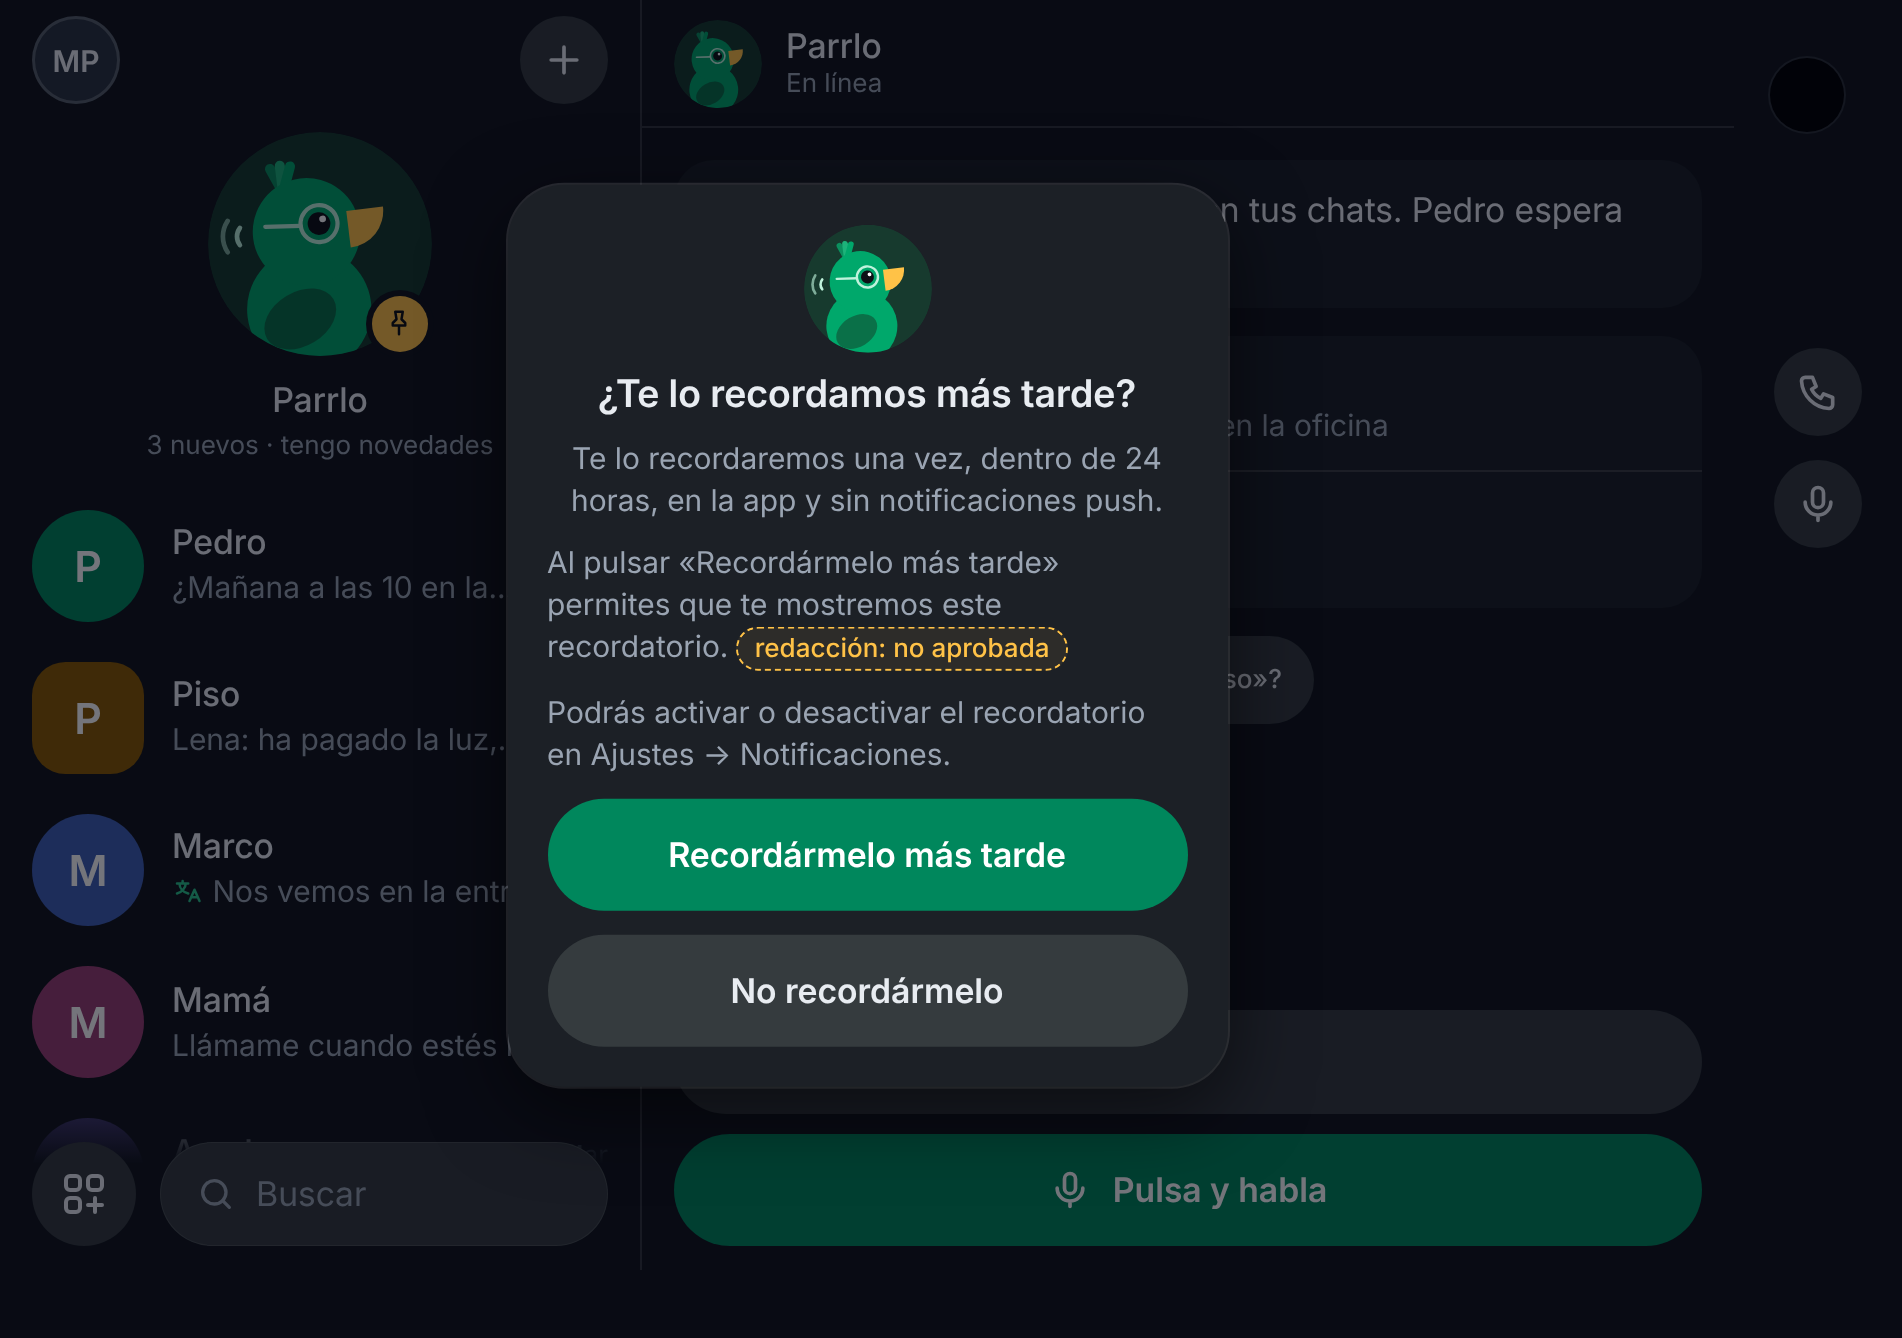 MP
Parrlo
En línea
n tus chats. Pedro espera
Parrlo
3 nuevos · tengo novedades
P
Pedro
¿Mañana a las 10 en la...
P
Piso
Lena: ha pagado la luz,...
M
Marco
Nos vemos en la entr
M
Mamá
Llámame cuando estés
Buscar
¿Te lo recordamos más tarde?
Te lo recordaremos una vez, dentro de 24
horas, en la app y sin notificaciones push.
Al pulsar «Recordármelo más tarde»
permites que te mostremos este
recordatorio. redacción: no aprobada
Podrás activar o desactivar el recordatorio
en Ajustes → Notificaciones.
Recordármelo más tarde
No recordármelo
en la oficina
so»?
Pulsa y habla